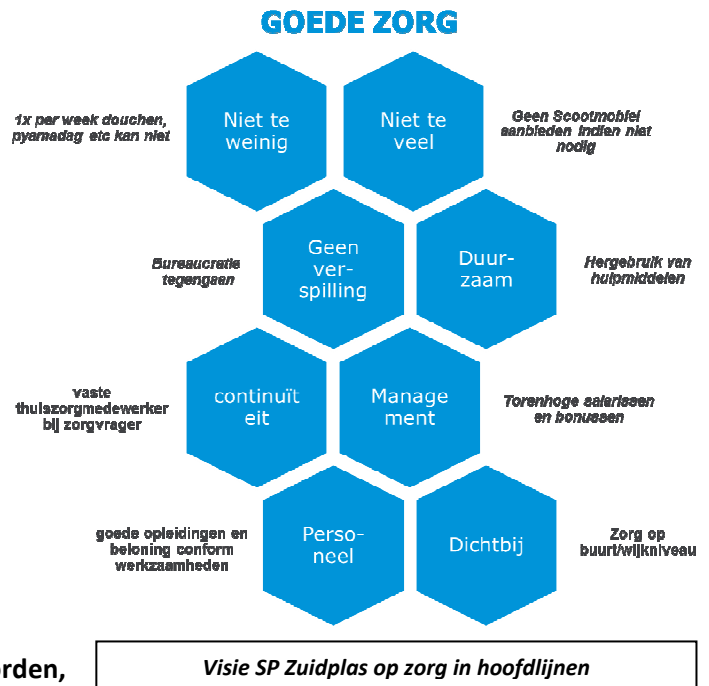 GOEDE ZORG
1x per week douchen,
pyamadag etc kan niet
Niet te
weinig
Niet te
veel
Geen Scootmobiel
aanbieden indien niet
nodig
Bureaucratie
tegengaan
Geen
ver-
spilling
Duur-
zaam
Hergebruik van
hulpmiddelen
vaste
thuiszorgmedewerker
bij zorgvrager
continuït
eit
Manage
ment
Torenhoge salarissen
en bonussen
goede opleidingen en
beloning conform
werkzaamheden
Perso-
neel
Dichtbij
Zorg op
buurt/wijkniveau
rden,
Visie SP Zuidplas op zorg in hoofdlijnen